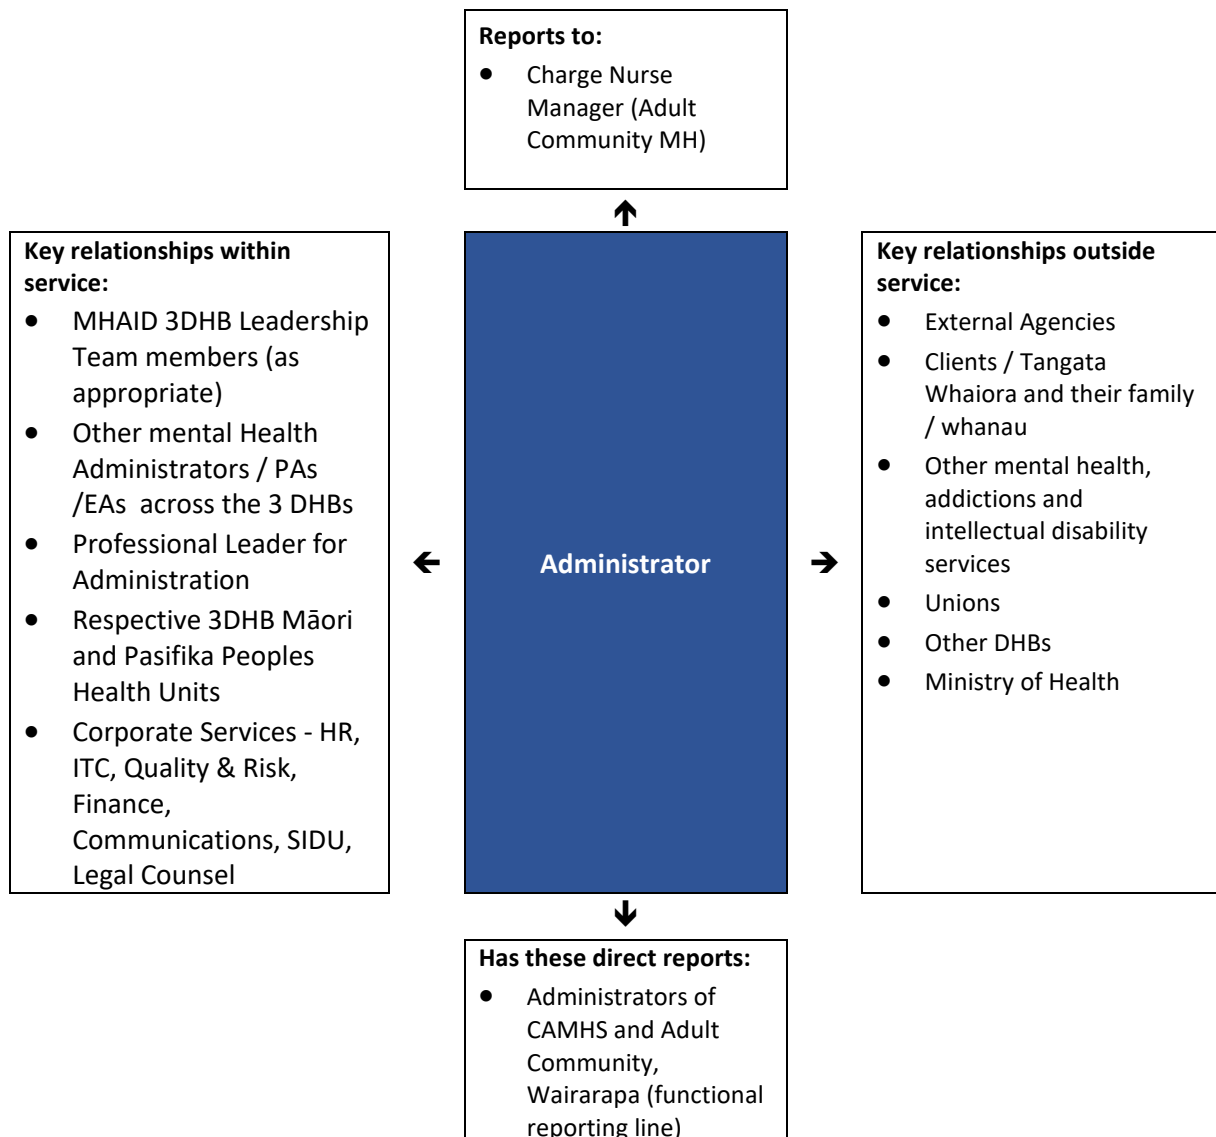 Reports to:
● Charge Nurse
Manager (Adult
Community MH)
Key relationships within
service:
● MHAID 3DHB Leadership
Team members (as
appropriate)
● Other mental Health
Administrators / PAs
/EAs across the 3 DHBs
● Professional Leader for
Administration
● Respective 3DHB Māori
and Pasifika Peoples
Health Units
● Corporate Services - HR,
ITC, Quality & Risk,
Finance,
Communications, SIDU,
Legal Counsel
Administrator
Key relationships outside
service:
● External Agencies
● Clients / Tangata
Whaiora and their family
/ whanau
● Other mental health,
addictions and
intellectual disability
services
● Unions
● Other DHBs
● Ministry of Health
Has these direct reports:
● Administrators of
CAMHS and Adult
Community,
Wairarapa (functional
reporting line)